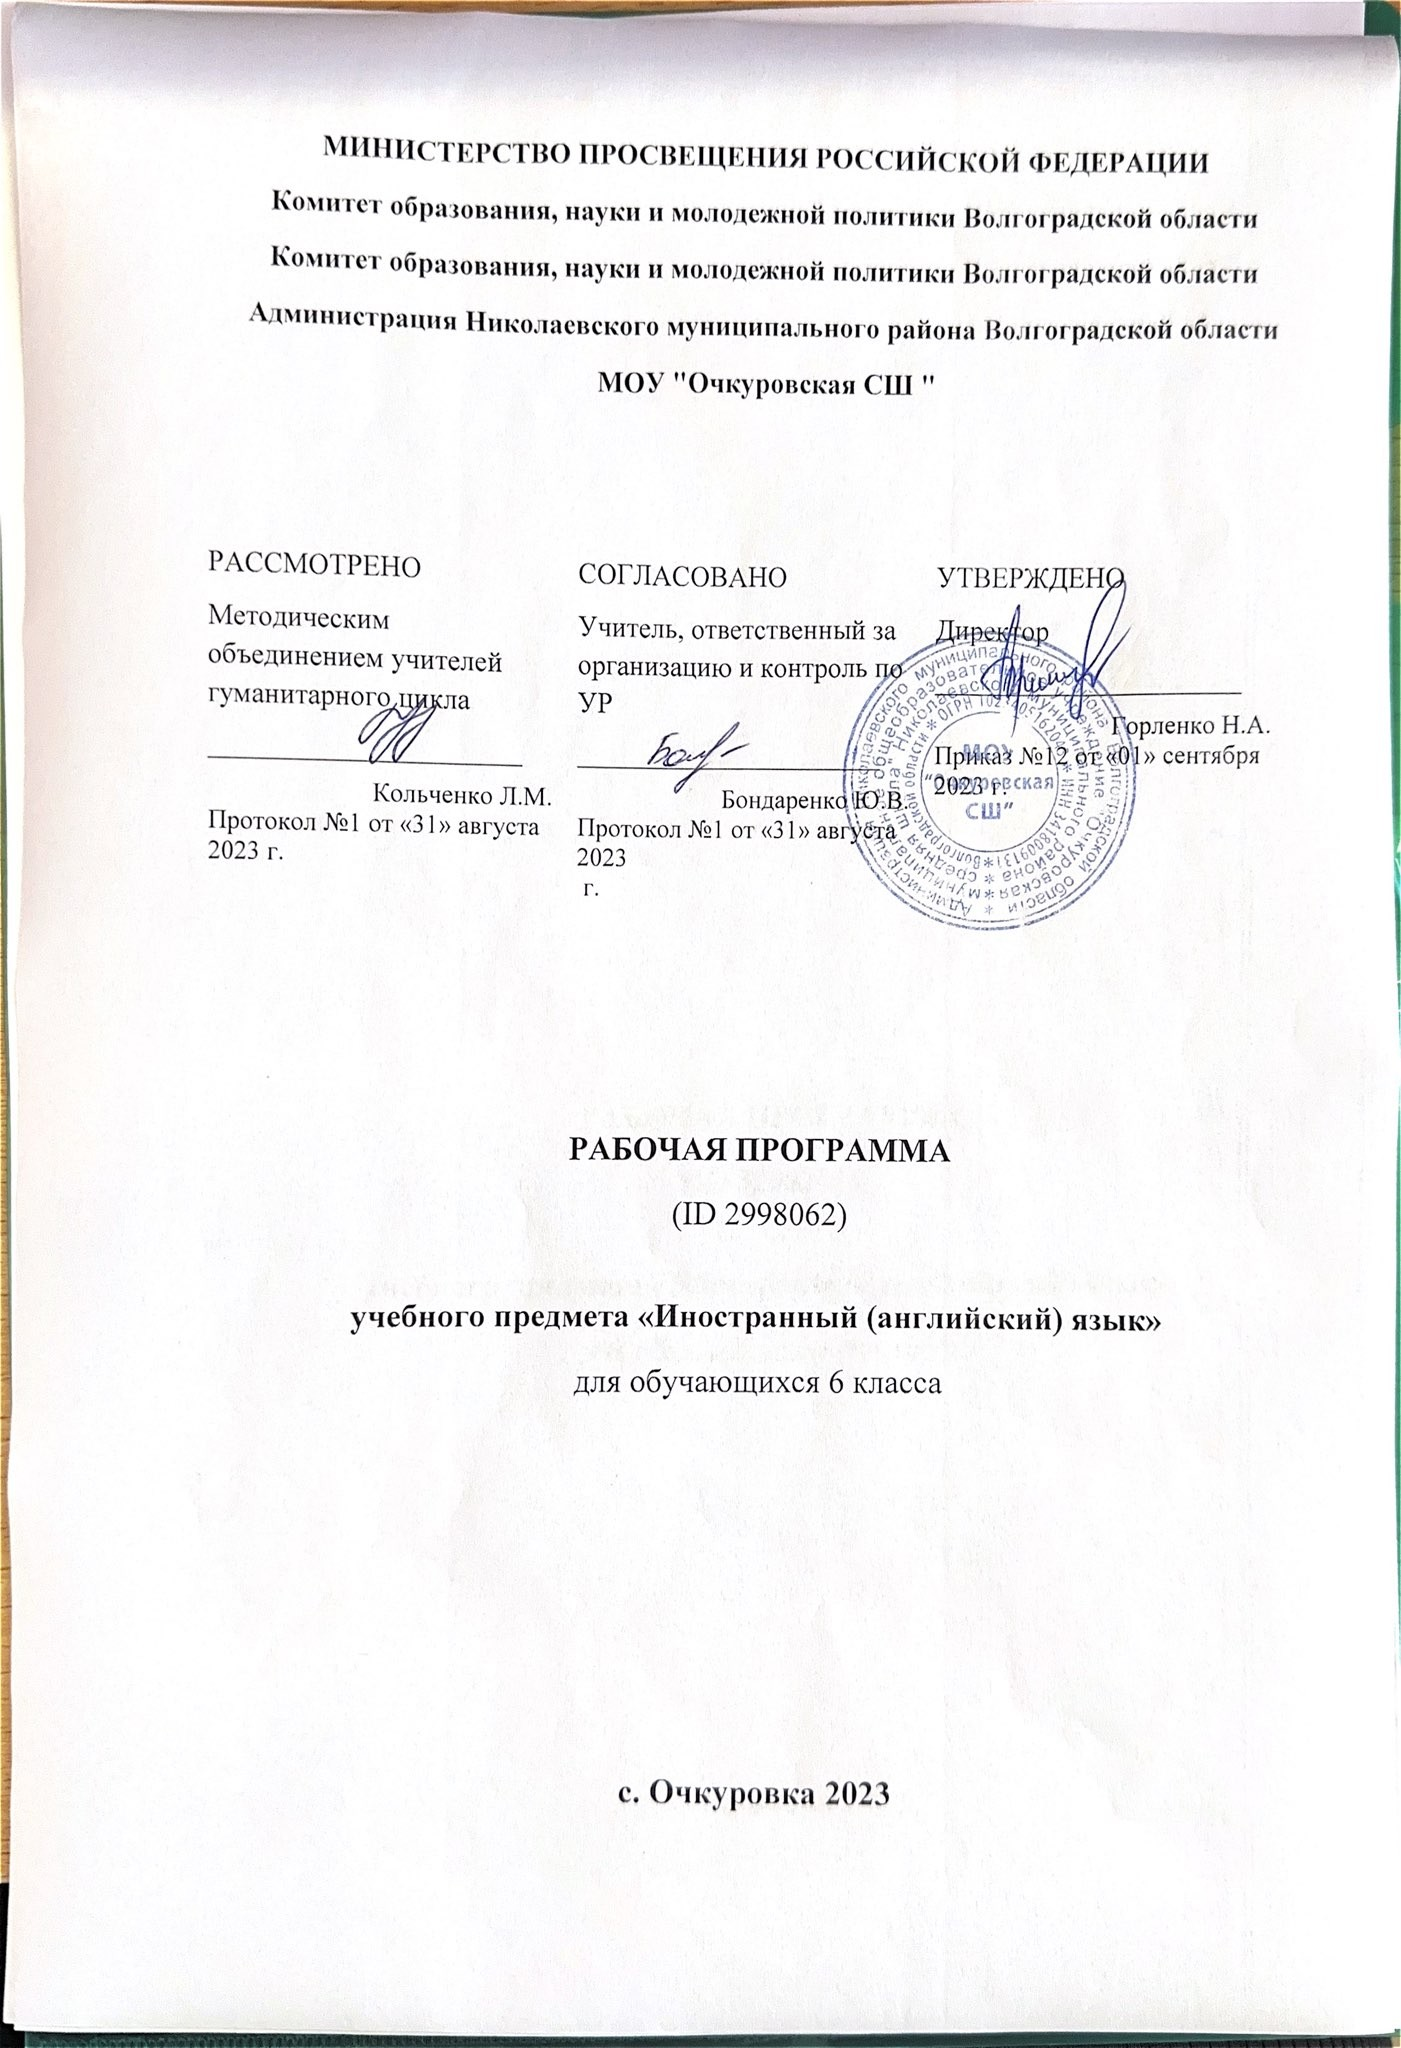 МИНИСТЕРСТВО ПРОСВЕЩЕНИЯ РОССИЙСКОЙ ФЕДЕРАЦИИ
Комитет образования, науки и молодежной политики Волгоградской области
Комитет образования, науки и молодежной политики Волгоградской области
Администрация Николаевского муниципального района Волгоградской области
МОУ "Очкуровская СШ "
РАССМОТРЕНО
Методическим
объединением учителей
гуманитарного цикла
Кольченко Л.М.
Протокол №1 от «31» августа
2023 г.
СОГЛАСОВАНО
Учитель, ответственный за
организацию и контроль по
УР
Бондаренко Ю.В.
Протокол №1 от «31» августа
2023
г.
УТВЕРЖДЕНО
Директор
Горленко Н.А.
Приказ №12 от «01» сентября
2023 г.
МОУ
"Очкуровская
СШ"
РАБОЧАЯ ПРОГРАММА
(ID 2998062)
учебного предмета «Иностранный (английский) язык»
для обучающихся 6 класса
с. Очкуровка 2023